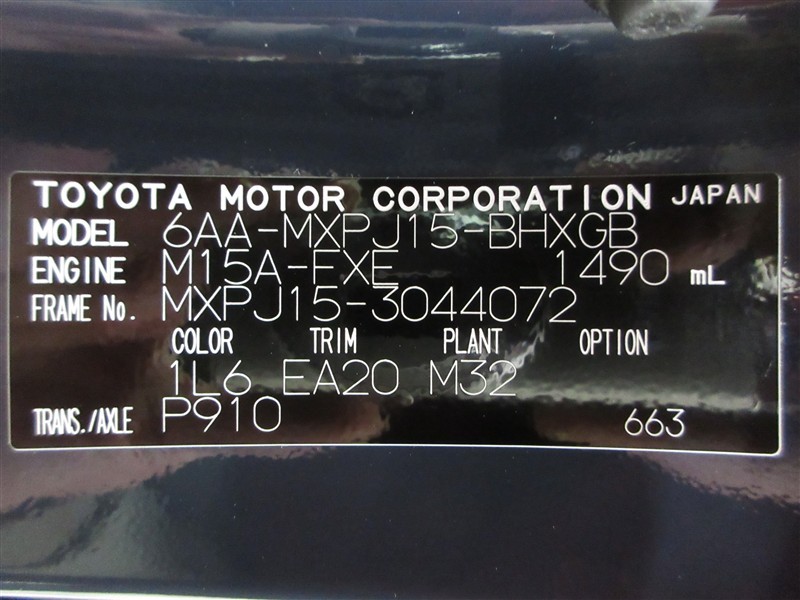 TOYOTA MOTOR CORPORATION JAPAN
MODEL 6AA-MXPJ15-BHXGB
ENGINE M15A-FXE 1490 mL
FRAME No. MXPJ15-3044072
COLOR TRIM PLANT OPTION
1L6 EA20 M32
TRANS./AXLE P910 663